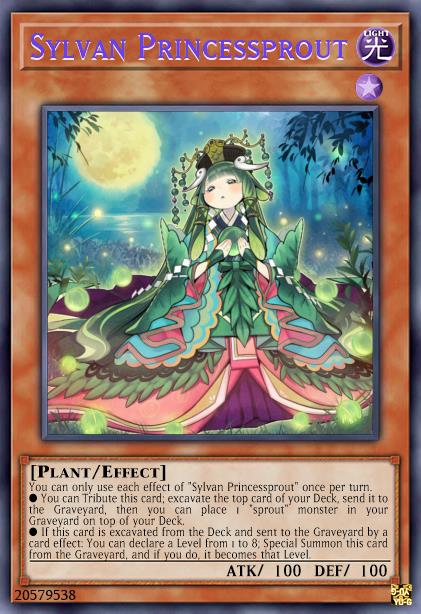 Sylvan Princessprout
LIGHT
光
[Plant/Effect]
You can only use each effect of "Sylvan Princessprout" once per turn.
● You can Tribute this card; excavate the top card of your Deck, send it to
the Graveyard, then you can place 1 "sprout" monster in your
Graveyard on top of your Deck.
● If this card is excavated from the Deck and sent to the Graveyard by a
card effect: You can declare a Level from 1 to 8; Special Summon this card
from the Graveyard, and if you do, it becomes that Level.
ATK/ 100 DEF/ 100
20579538